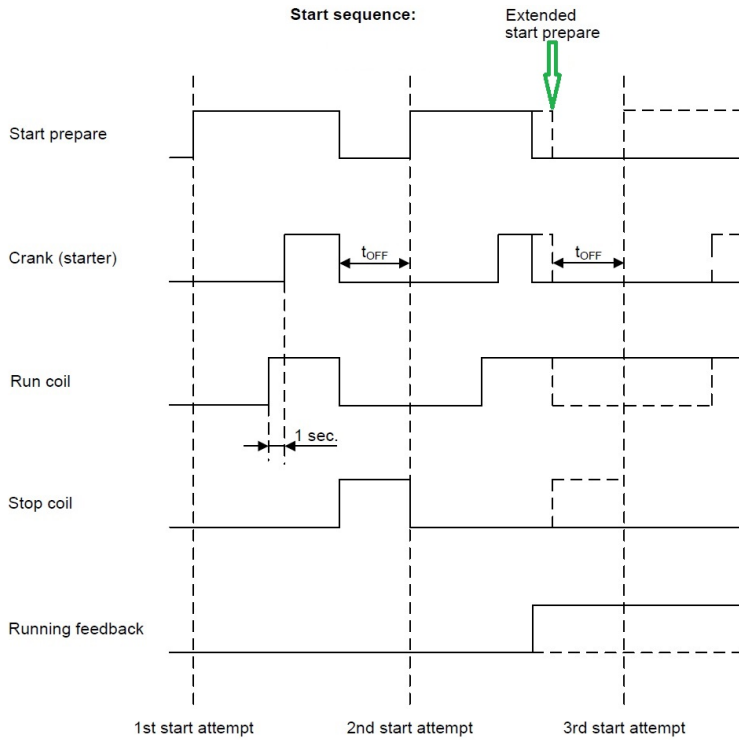 Start sequence:
Extended
start prepare
Start prepare
Crank (starter)
tOFF
tOFF
Run coil
1 sec.
Stop coil
Running feedback
1st start attempt
2nd start attempt
3rd start attempt